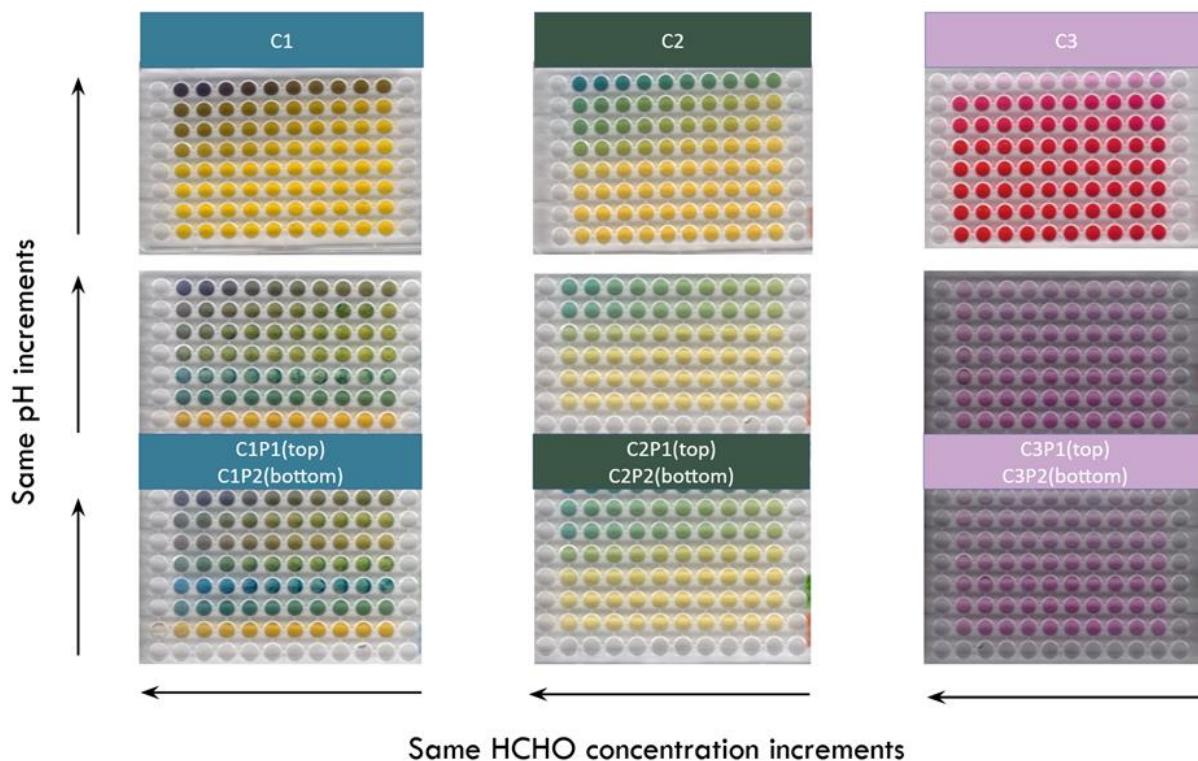 C1
C2
C3
Same pH increments
C1P1(top)
C1P2(bottom)
C2P1(top)
C2P2(bottom)
C3P1(top)
C3P2(bottom)
Same HCHO concentration increments